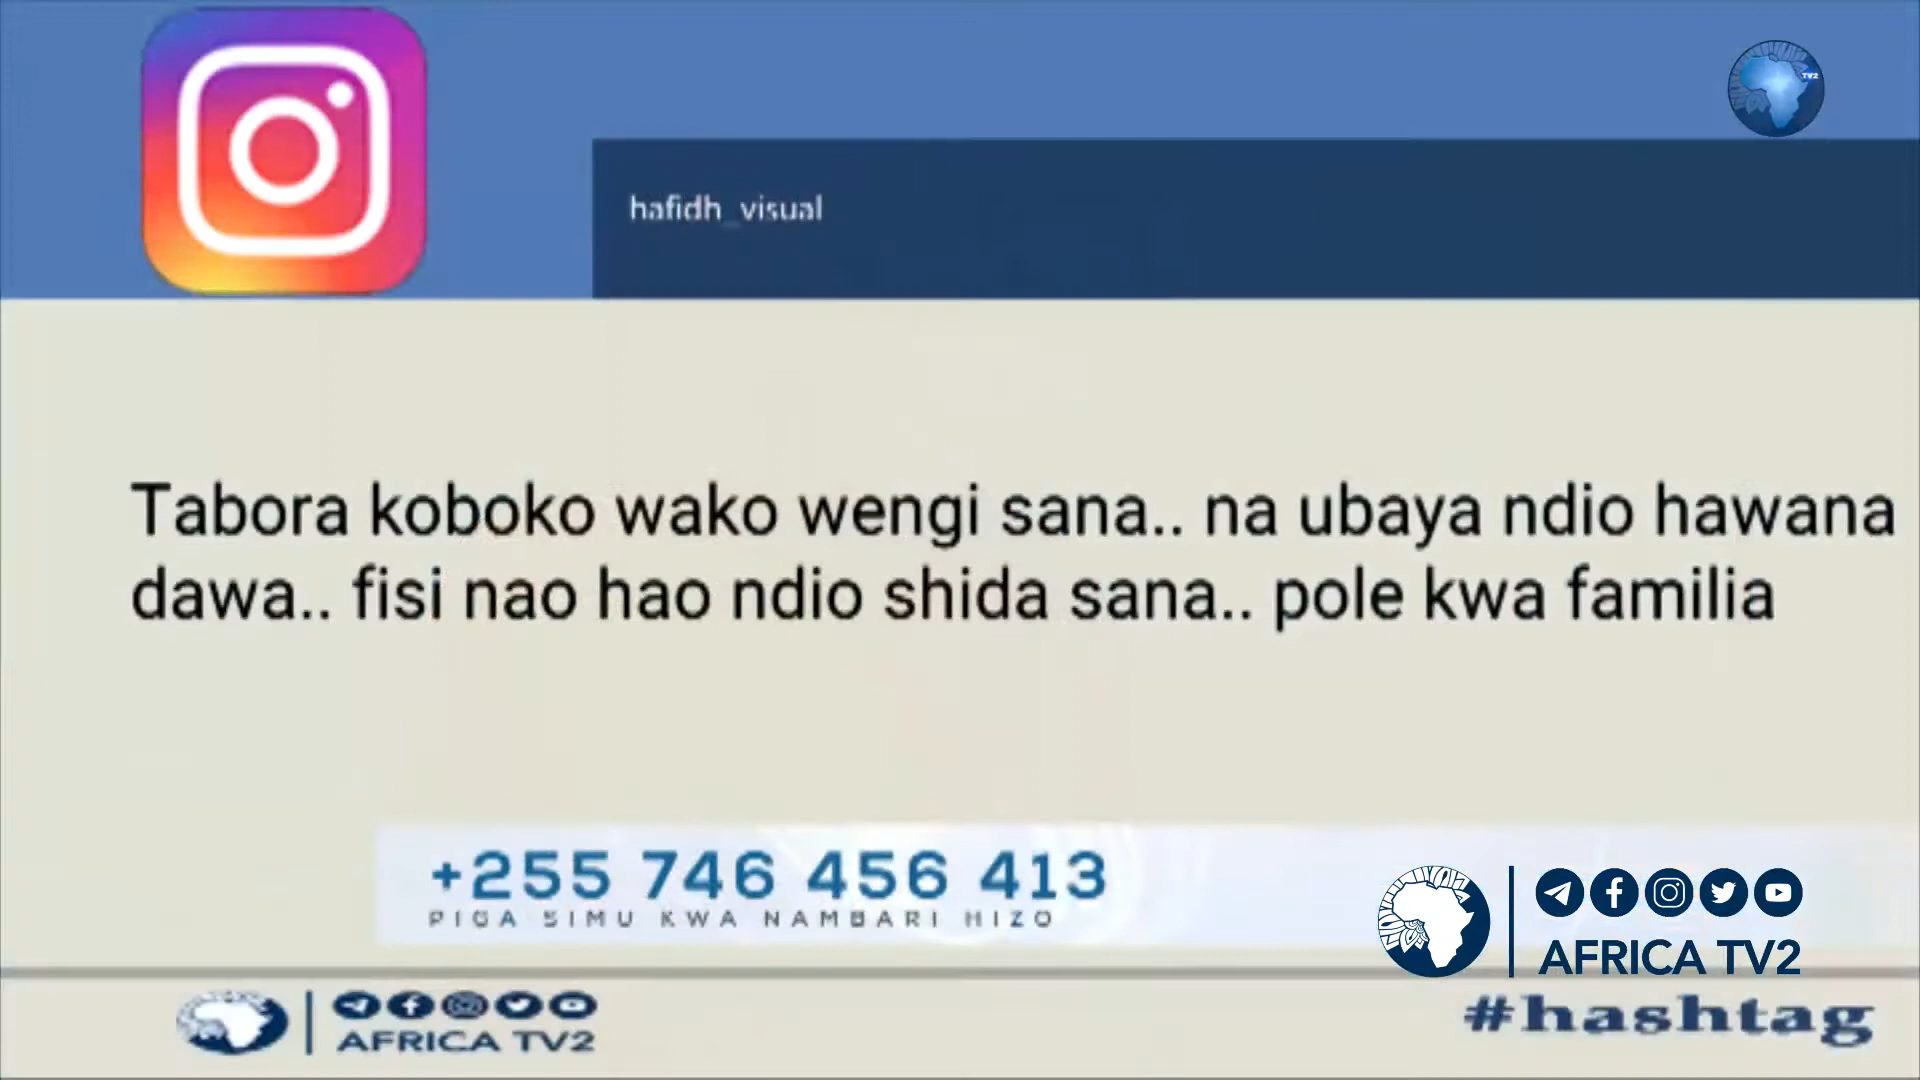 TV2
hafidh_visual
Tabora koboko wako wengi sana.. na ubaya ndio hawana
dawa.. fisi nao hao ndio shida sana.. pole kwa familia
+255 746 456 413
PIGA SIMU KWA NAMBARI HIZO
AFRICA TV2
AFRICA TV2
#hashtag